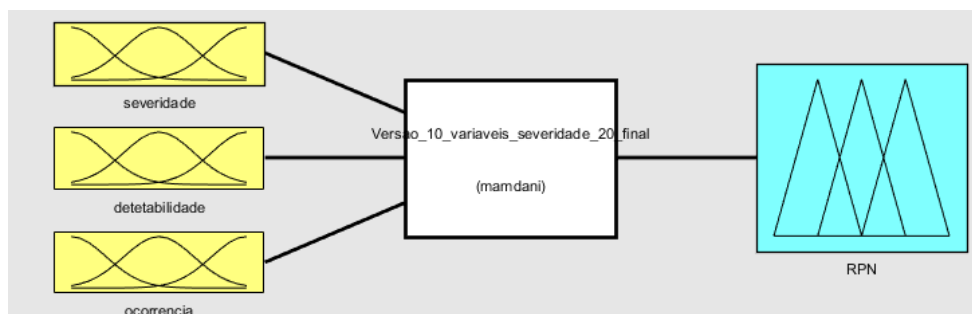 severidade
Versao_10_variaveis_severidade_20_final
detetabilidade
(mamdani)
RPN
ocorrencia